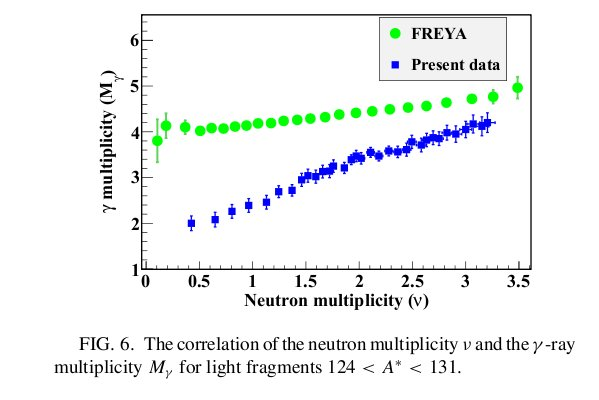 FREYA
Present data
γ multiplicity (Mγ)
6
5
4
3
2
1
0 0.5 1 1.5 2 2.5 3 3.5
Neutron multiplicity (ν)
FIG. 6. The correlation of the neutron multiplicity ν and the γ-ray
multiplicity Mγ for light fragments 124 < A* < 131.